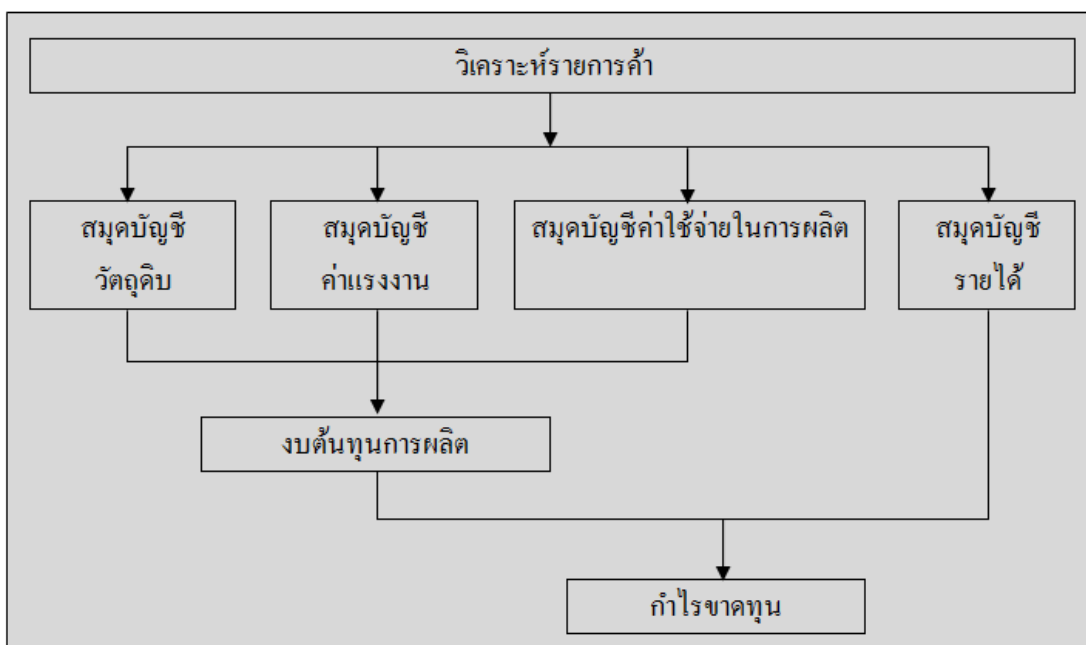 วิเคราะห์รายการค้า
สมุดบัญชี
วัตถุดิบ
สมุดบัญชี
ค่าแรงงาน
สมุดบัญชีค่าใช้จ่ายในการผลิต
สมุดบัญชี
รายได้
งบต้นทุนการผลิต
กำไรขาดทุน